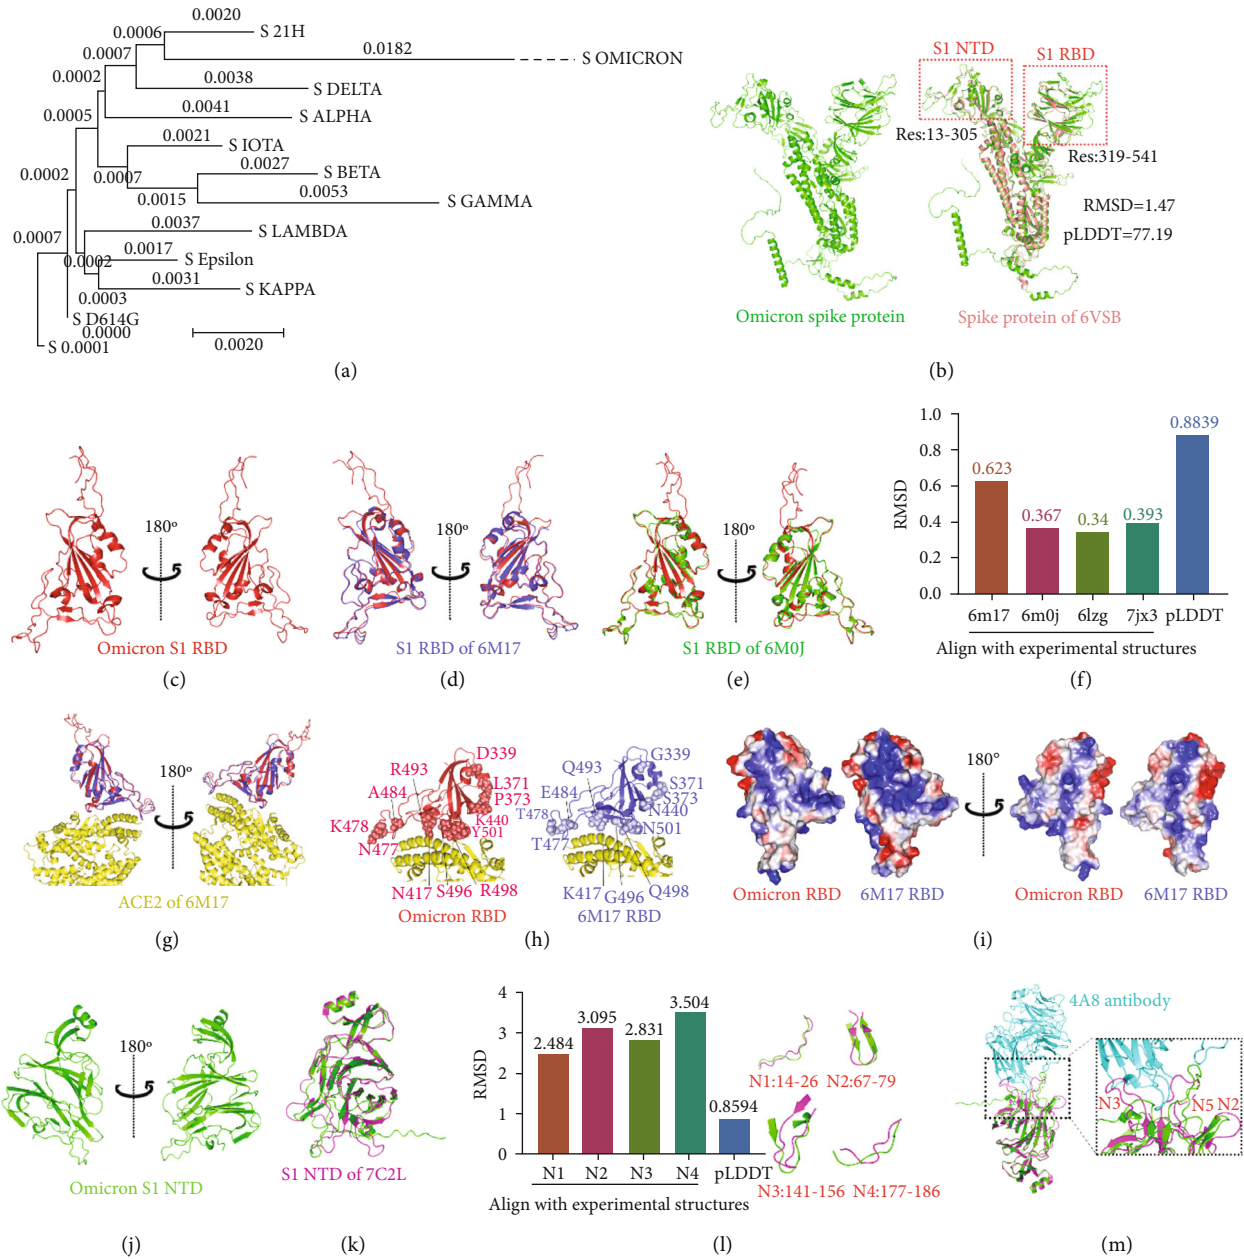 0.0020
0.0006
S 21H
0.0007
0.0182
S OMICRON
0.0002
0.0038
S DELTA
0.0005
0.0041
S ALPHA
0.0021
S IOTA
0.0007
0.0027
S BETA
0.0002
0.0053
0.0015
S GAMMA
0.0037
S LAMBDA
0.0007
0.0017
0.0002
S Epsilon
0.0031
S KAPPA
0.0003
S D614G
0.0000
S 0.0001
0.0020
(a)
S1 NTD
S1 RBD
Res:13-305
Res:319-541
RMSD=1.47
pLDDT=77.19
Omicron spike protein
Spike protein of 6VSB
(b)
180º
Omicron S1 RBD
(c)
180º
S1 RBD of 6M17
(d)
180º
S1 RBD of 6M0J
(e)
1.0
0.8
0.6
0.4
0.2
0.0
RMSD
0.623
0.367
0.34
0.393
0.8839
6m17
6m0j
6lzg
7jx3
pLDDT
Align with experimental structures
(f)
180º
ACE2 of 6M17
(g)
D339
R493
L371
A484
P373
K440
K478
Y501
N477
N417
S496
R498
Omicron RBD
G339
Q493
S371
E484
S373
T478
N440
N501
T477
K417
G496
Q498
6M17 RBD
(h)
180º
Omicron RBD
6M17 RBD
Omicron RBD
6M17 RBD
(i)
180º
Omicron S1 NTD
(j)
S1 NTD of 7C2L
(k)
4
3
2
1
0
RMSD
2.484
3.095
2.831
3.504
0.8594
N1
N2
N3
N4
pLDDT
Align with experimental structures
N1:14-26
N2:67-79
N3:141-156
N4:177-186
(l)
4A8 antibody
N3
N5 N2
(m)